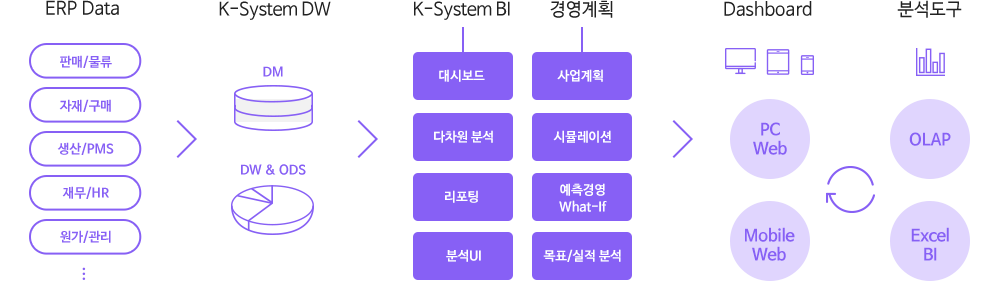 ERP Data
판매/물류
자재/구매
생산/PMS
재무/HR
원가/관리
K-System DW
DM
DW & ODS
K-System BI
대시보드
다차원 분석
리포팅
분석UI
경영계획
사업계획
시뮬레이션
예측경영
What-If
목표/실적 분석
Dashboard
PC
Web
Mobile
Web
분석도구
OLAP
Excel
BI